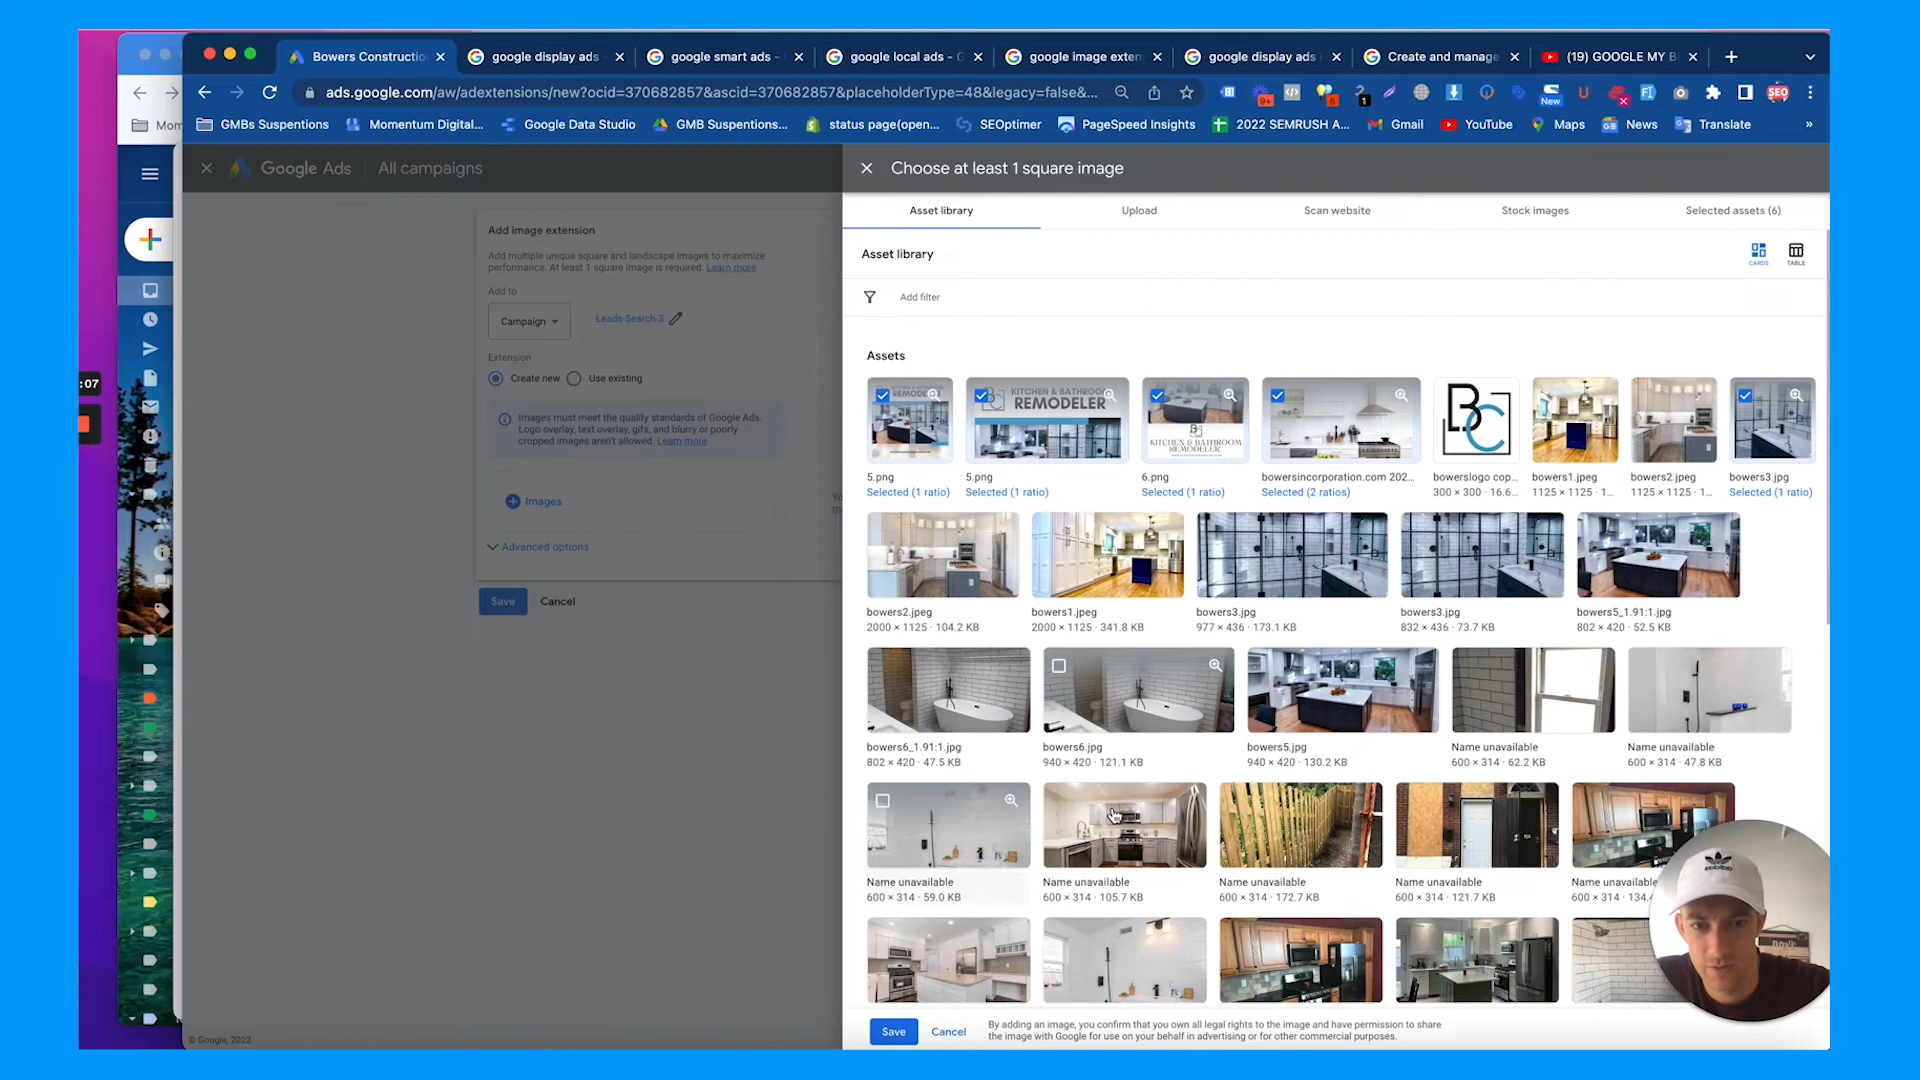 Bowers Constructio
google display ads
google smart ads -
google local ads - G
google image exten
google display ads i
Create and manage
(19) GOOGLE MY B
ads.google.com/aw/adextensions/new?ocid=370682857&ascid=370682857&placeholderType=48&legacy=false&...
9+
6
1
New
SEO
Mom
GMBs Suspentions
Momentum Digital...
Google Data Studio
GMB Suspentions...
status page(open...
SEOptimer
PageSpeed Insights
2022 SEMRUSH A...
Gmail
YouTube
Maps
News
Translate
»
Google Ads
All campaigns
Choose at least 1 square image
Asset library
Upload
Scan website
Stock images
Selected assets (6)
Asset library
CARDS
TABLE
Add filter
Add image extension
Add multiple unique square and landscape images to maximize
performance. At least 1 square image is required. Learn more
Add to
Campaign
Leads-Search-3
Extension
Create new
Use existing
Images must meet the quality standards of Google Ads.
Logo overlay, text overlay, gifs, and blurry or poorly
cropped images aren't allowed. Learn more
Images
Advanced options
Save
Cancel
:07
Assets
KITCHEN & BATHROOM
REMODELER
KITCHEN & BATHROOM
REMODELER
BC
5.png
Selected (1 ratio)
5.png
Selected (1 ratio)
6.png
Selected (1 ratio)
bowersincorporation.com 202...
Selected (2 ratios)
bowerslogo cop...
300 × 300 · 16.6...
bowers1.jpeg
1125 × 1125 · 1...
bowers2.jpeg
1125 × 1125 · 1...
bowers3.jpg
Selected (1 ratio)
bowers2.jpeg
2000 × 1125 · 104.2 KB
bowers1.jpeg
2000 × 1125 · 341.8 KB
bowers3.jpg
977 × 436 · 173.1 KB
bowers3.jpg
832 × 436 · 73.7 KB
bowers5_1.91:1.jpg
802 × 420 · 52.5 KB
bowers6_1.91:1.jpg
802 × 420 · 47.5 KB
bowers6.jpg
940 × 420 · 121.1 KB
bowers5.jpg
940 × 420 · 130.2 KB
Name unavailable
600 × 314 · 62.2 KB
Name unavailable
600 × 314 · 47.8 KB
Name unavailable
600 × 314 · 59.0 KB
Name unavailable
600 × 314 · 105.7 KB
Name unavailable
600 × 314 · 172.7 KB
Name unavailable
600 × 314 · 121.7 KB
Name unavailable
600 × 314 · 134.
Save
Cancel
By adding an image, you confirm that you own all legal rights to the image and have permission to share
the image with Google for use on your behalf in advertising or for other commercial purposes.
© Google, 2022.